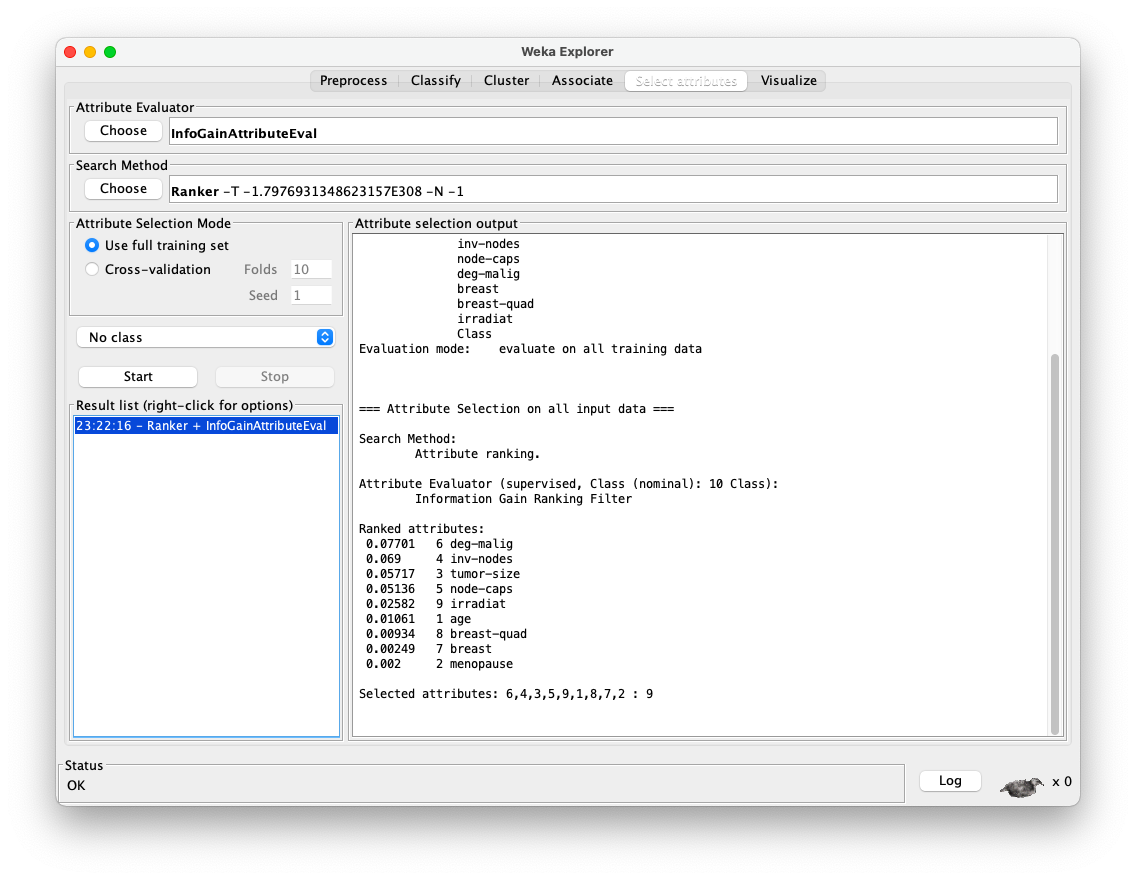 Weka Explorer
Preprocess Classify Cluster Associate Select attributes Visualize
Attribute Evaluator
Choose InfoGainAttributeEval
Search Method
Choose Ranker -T -1.7976931348623157E308 -N -1
Attribute Selection Mode
Use full training set
Cross-validation Folds 10
Seed 1
No class
Start Stop
Result list (right-click for options)
23:22:16 - Ranker + InfoGainAttributeEval
Attribute selection output
inv-nodes
node-caps
deg-malig
breast
breast-quad
irradiat
Class
Evaluation mode:    evaluate on all training data
=== Attribute Selection on all input data ===
Search Method:
Attribute ranking.
Attribute Evaluator (supervised, Class (nominal): 10 Class):
Information Gain Ranking Filter
Ranked attributes:
0.07701   6 deg-malig
0.069     4 inv-nodes
0.05717   3 tumor-size
0.05136   5 node-caps
0.02582   9 irradiat
0.01061   1 age
0.00934   8 breast-quad
0.00249   7 breast
0.002     2 menopause
Selected attributes: 6,4,3,5,9,1,8,7,2 : 9
Status
OK
Log x 0